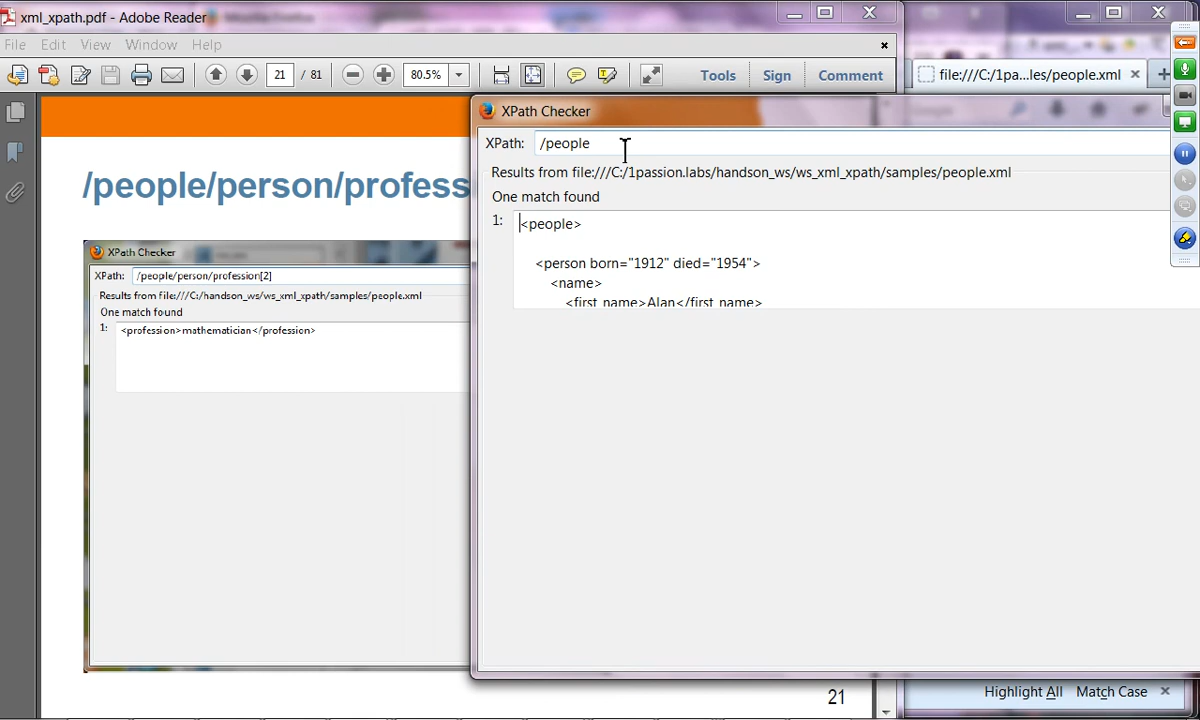 xml_xpath.pdf - Adobe Reader
File Edit View Window Help
21 / 81 80.5% Tools Sign Comment
file:///C:/1pa...les/people.xml
/people/person/profess
XPath Checker
XPath: /people/person/profession[2]
Results from file:///C:/handson_ws/ws_xml_xpath/samples/people.xml
One match found
1: <profession>mathematician</profession>
21
XPath Checker
XPath: /people
Results from file:///C:/1passion.labs/handson_ws/ws_xml_xpath/samples/people.xml
One match found
1: <people>
<person born="1912" died="1954">
<name>
<first_name>Alan</first_name>
Highlight All Match Case